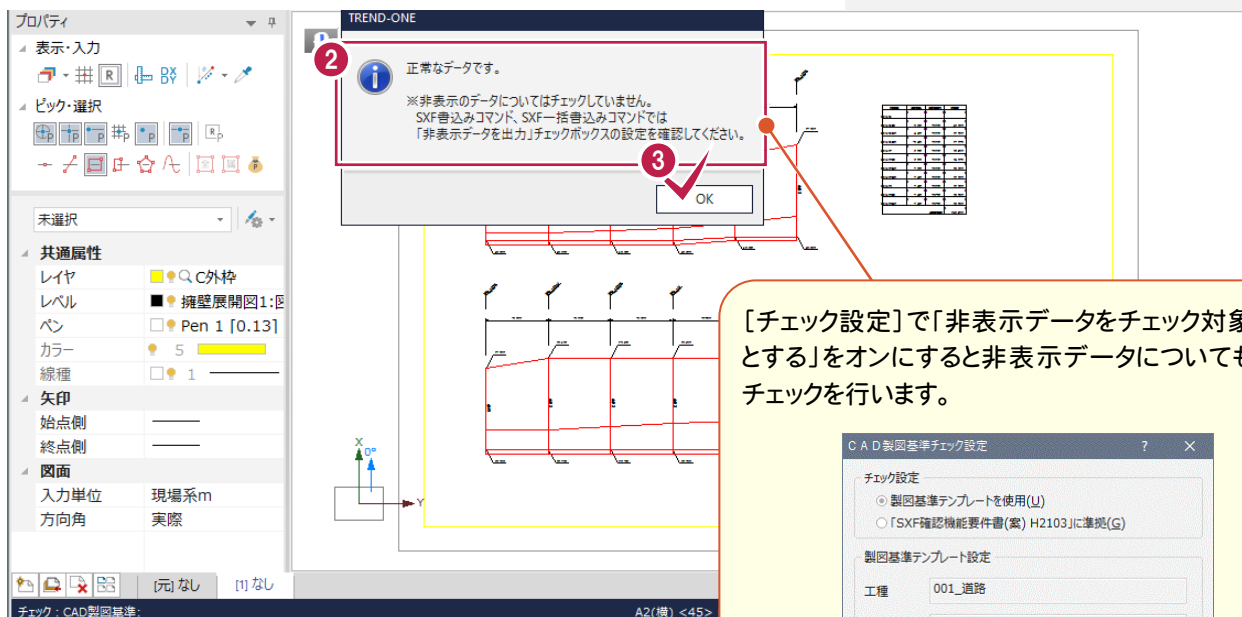 プロパティ
表示・入力
R
DX
DY
ピック・選択
未選択
共通属性
レイヤ
C外枠
レベル
擁壁展開図1:図
ペン
Pen 1 [0.13]
カラー
5
線種
1
矢印
始点側
終点側
図面
入力単位
現場系m
方向角
実際
[元] なし
[1] なし
チェック : CAD製図基準:
A2(横) <45>
TREND-ONE
2
正常なデータです。
※非表示のデータについてはチェックしていません。
SXF書込みコマンド、SXF一括書込みコマンドでは
「非表示データを出力」チェックボックスの設定を確認してください。
3
OK
X
0°
Y
[チェック設定]で「非表示データをチェック対象
とする」をオンにすると非表示データについても
チェックを行います。
CAD製図基準チェック設定
?
×
チェック設定
製図基準テンプレートを使用(U)
「SXF確認機能要件書(案) H2103」に準拠(G)
製図基準テンプレート設定
工種
001_道路